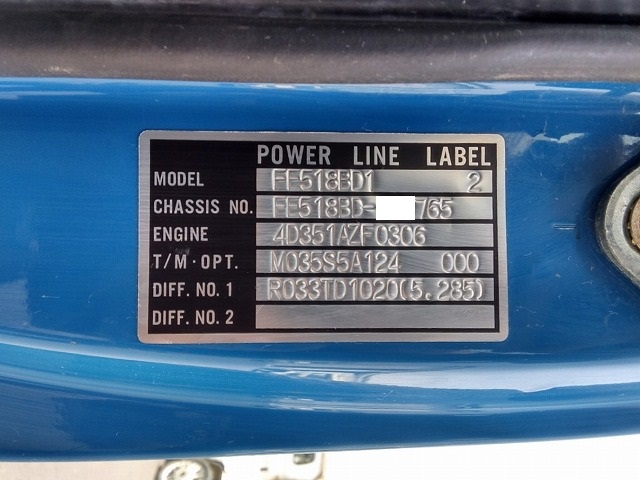 POWER LINE LABEL
MODEL FE518BD1 2
CHASSIS NO. FE518BD- 765
ENGINE 4D351AZF0306
T/M·OPT. M035S5A124 000
DIFF. NO. 1 R033TD1020(5.285)
DIFF. NO. 2